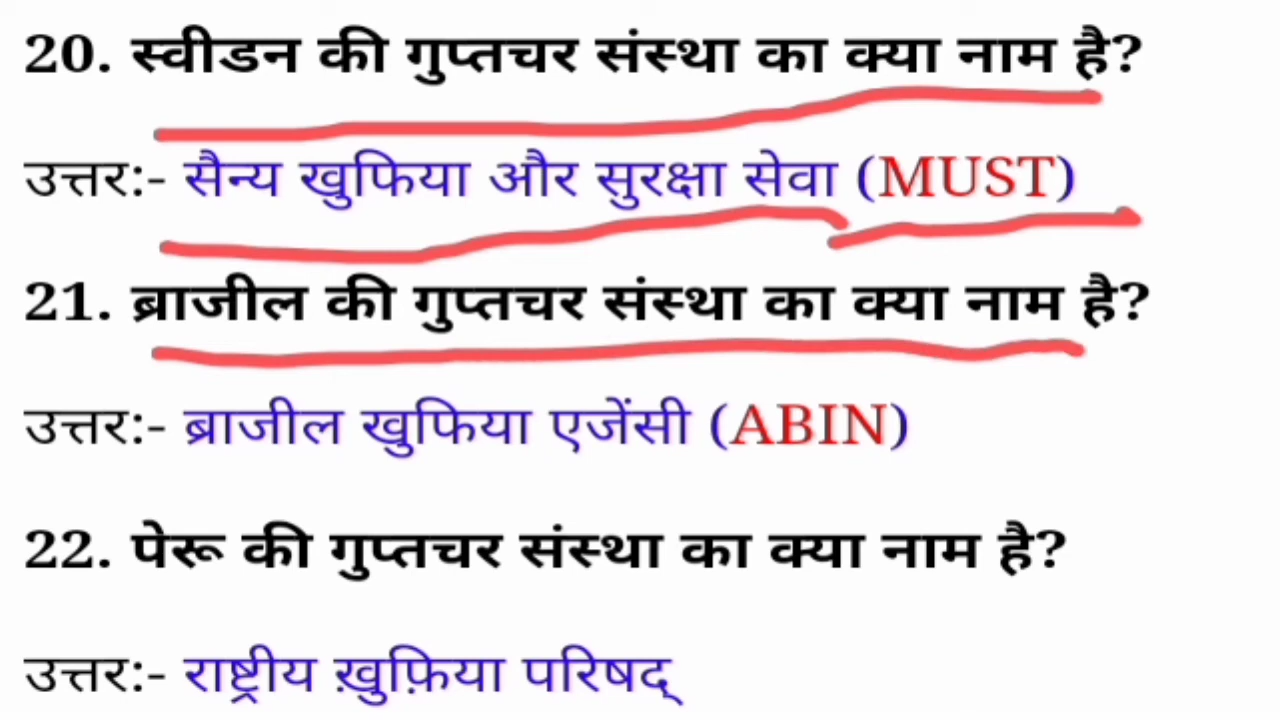 20. स्वीडन की गुप्तचर संस्था का क्या नाम है?
उत्तर:- सैन्य खुफिया और सुरक्षा सेवा (MUST)
21. ब्राजील की गुप्तचर संस्था का क्या नाम है?
उत्तर:- ब्राजील खुफिया एजेंसी (ABIN)
22. पेरू की गुप्तचर संस्था का क्या नाम है?
उत्तर:- राष्ट्रीय ख़ुफ़िया परिषद्